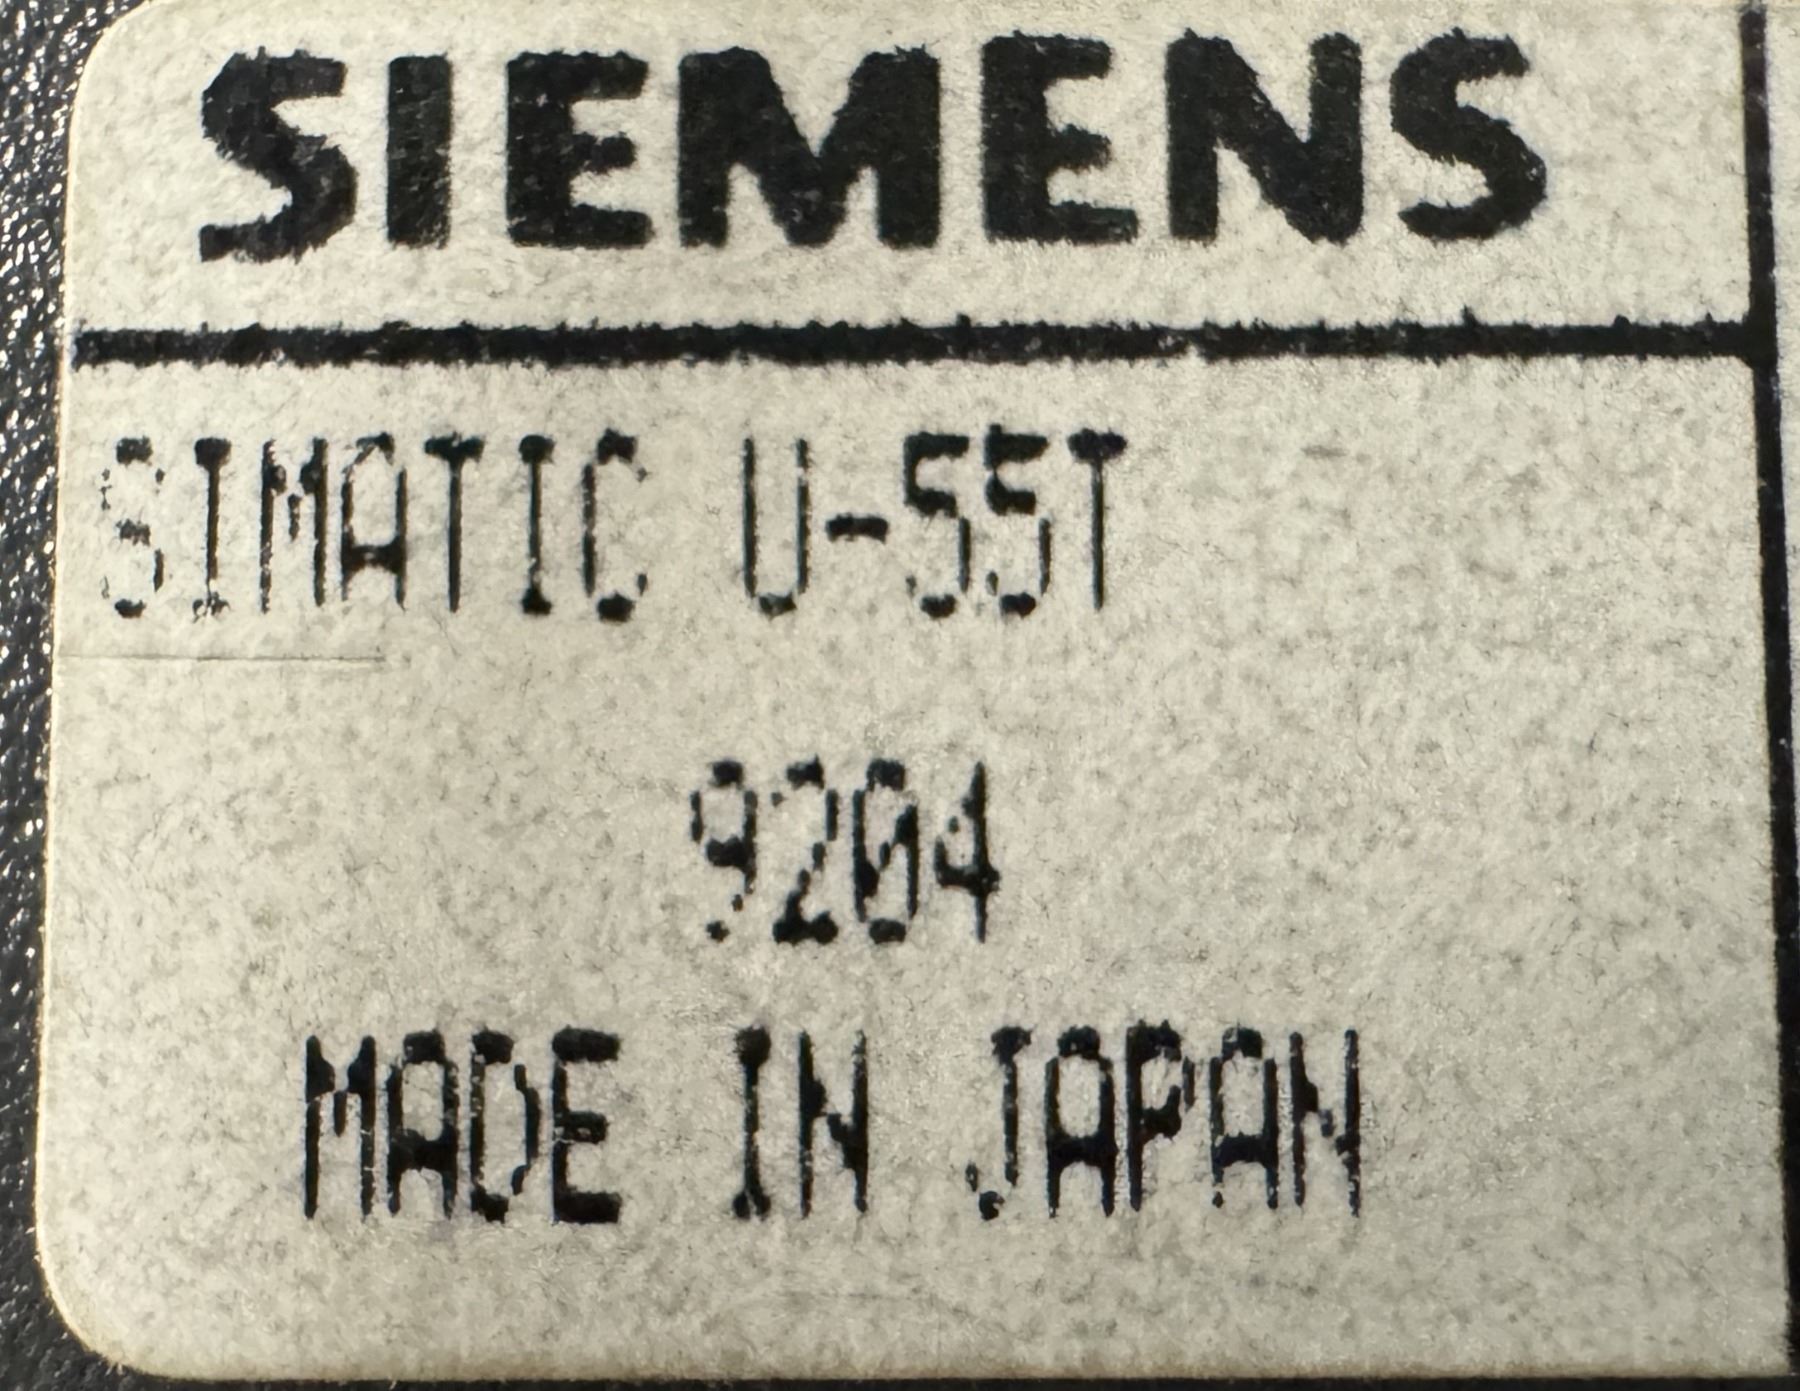 SIEMENS
SIMATIC U-55T
9204
MADE IN JAPAN